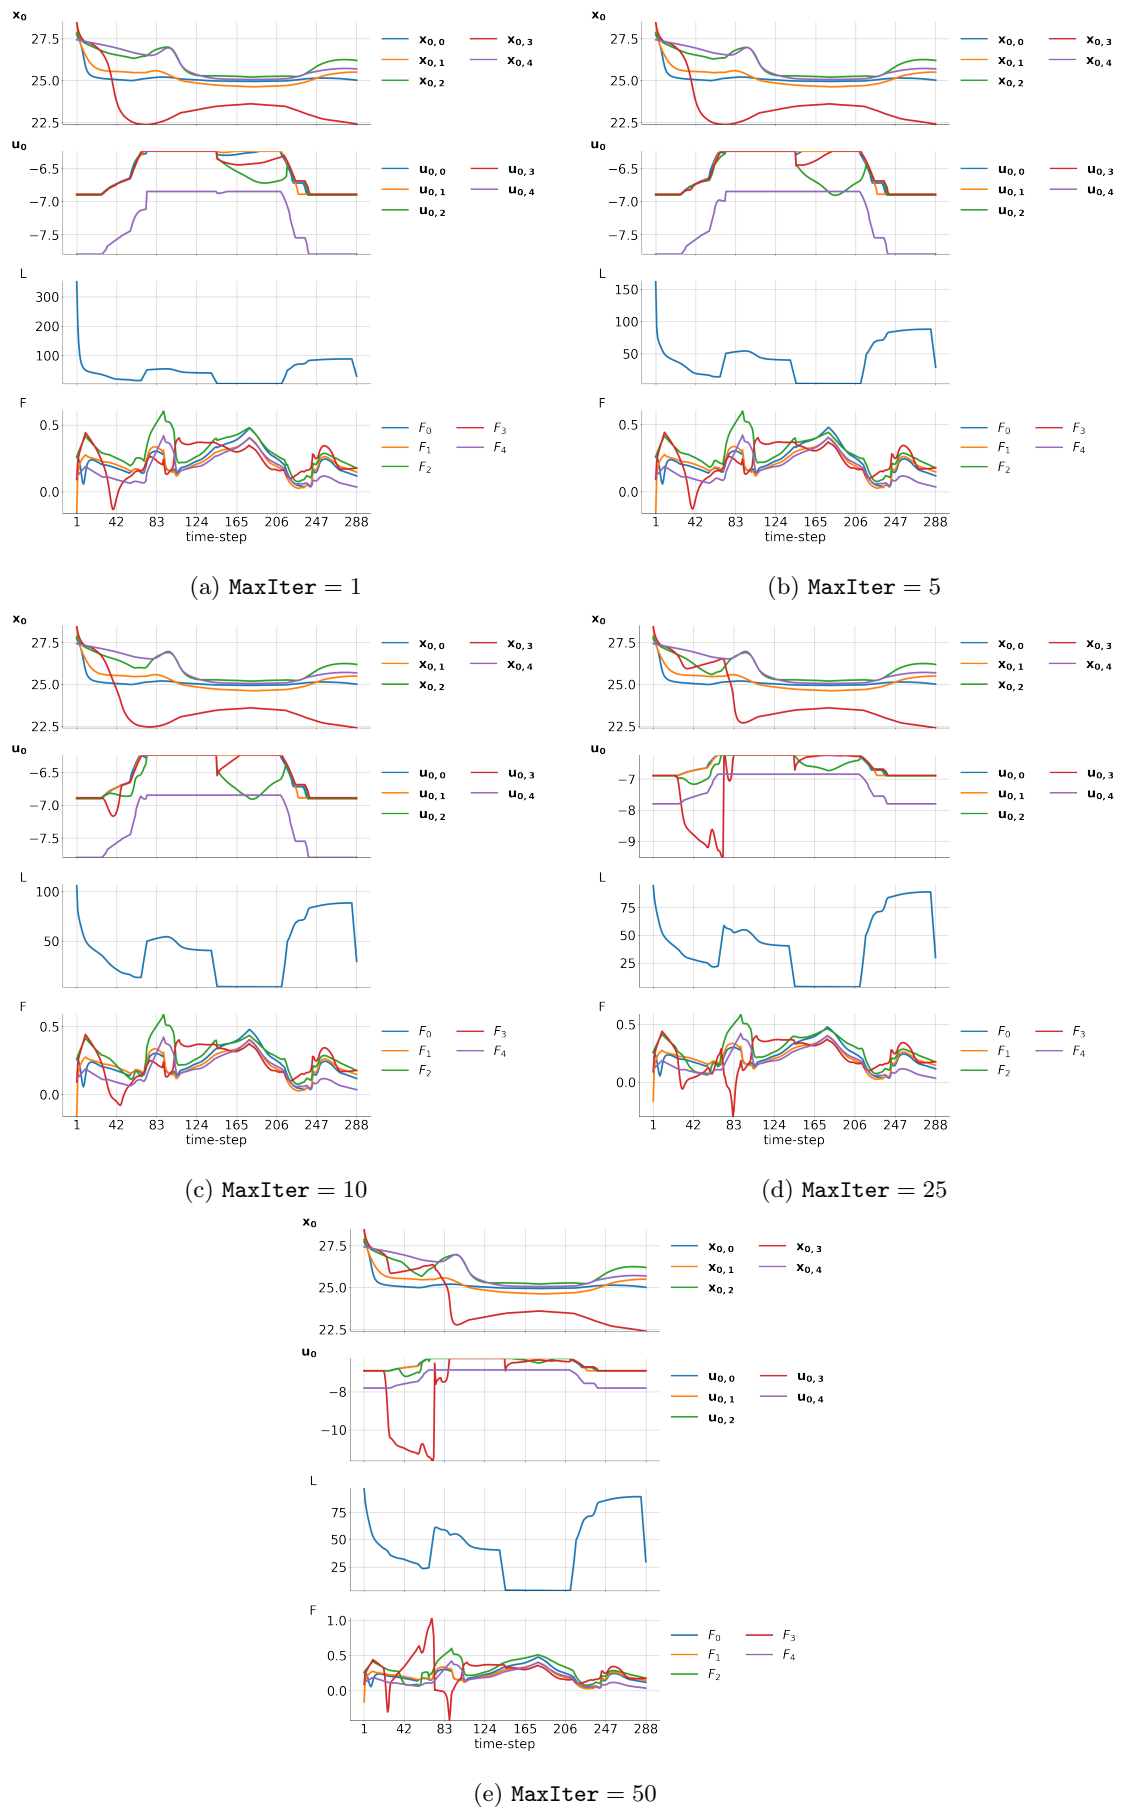 x0
27.5
25.0
22.5
x0,0 x0,3
x0,1 x0,4
x0,2
u0
−6.5
−7.0
−7.5
u0,0 u0,3
u0,1 u0,4
u0,2
L
300
200
100
F
0.5
0.0
F0 F3
F1 F4
F2
1 42 83 124 165 206 247 288
time-step
(a) MaxIter = 1
x0
27.5
25.0
22.5
x0,0 x0,3
x0,1 x0,4
x0,2
u0
−6.5
−7.0
−7.5
u0,0 u0,3
u0,1 u0,4
u0,2
L
150
100
50
F
0.5
0.0
F0 F3
F1 F4
F2
1 42 83 124 165 206 247 288
time-step
(b) MaxIter = 5
x0
27.5
25.0
22.5
x0,0 x0,3
x0,1 x0,4
x0,2
u0
−6.5
−7.0
−7.5
u0,0 u0,3
u0,1 u0,4
u0,2
L
100
50
F
0.5
0.0
F0 F3
F1 F4
F2
1 42 83 124 165 206 247 288
time-step
(c) MaxIter = 10
x0
27.5
25.0
22.5
x0,0 x0,3
x0,1 x0,4
x0,2
u0
−7
−8
−9
u0,0 u0,3
u0,1 u0,4
u0,2
L
75
50
25
F
0.5
0.0
F0 F3
F1 F4
F2
1 42 83 124 165 206 247 288
time-step
(d) MaxIter = 25
x0
27.5
25.0
22.5
x0,0 x0,3
x0,1 x0,4
x0,2
u0
−8
−10
u0,0 u0,3
u0,1 u0,4
u0,2
L
75
50
25
F
1.0
0.5
0.0
F0 F3
F1 F4
F2
1 42 83 124 165 206 247 288
time-step
(e) MaxIter = 50